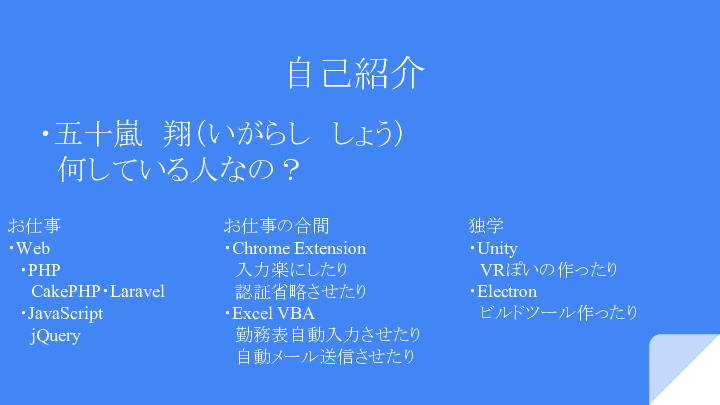 自己紹介
・五十嵐　翔（いがらし　しょう）
何している人なの？
お仕事
・Web
・PHP
CakePHP・Laravel
・JavaScript
jQuery
お仕事の合間
・Chrome Extension
入力楽にしたり
認証省略させたり
・Excel VBA
勤務表自動入力させたり
自動メール送信させたり
独学
・Unity
VRぽいの作ったり
・Electron
ビルドツール作ったり